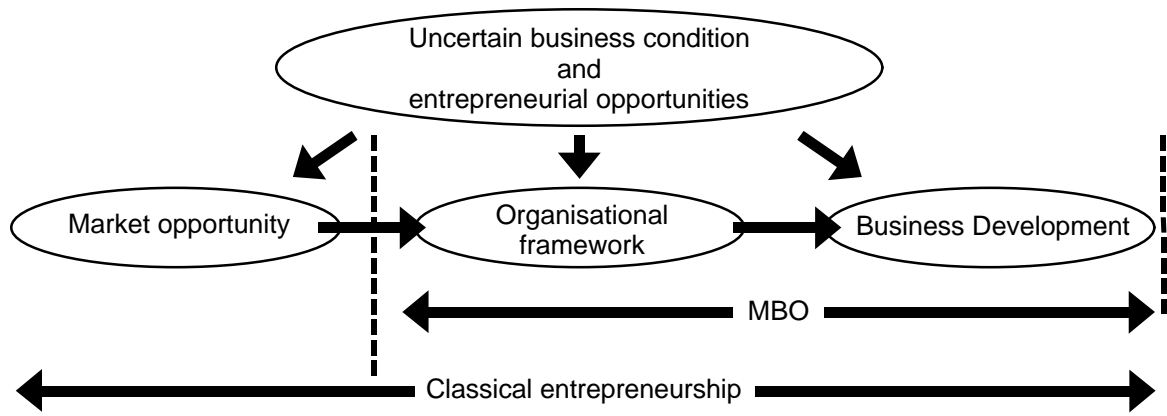 Uncertain business condition
and
entrepreneurial opportunities
Market opportunity
Organisational
framework
Business Development
MBO
Classical entrepreneurship